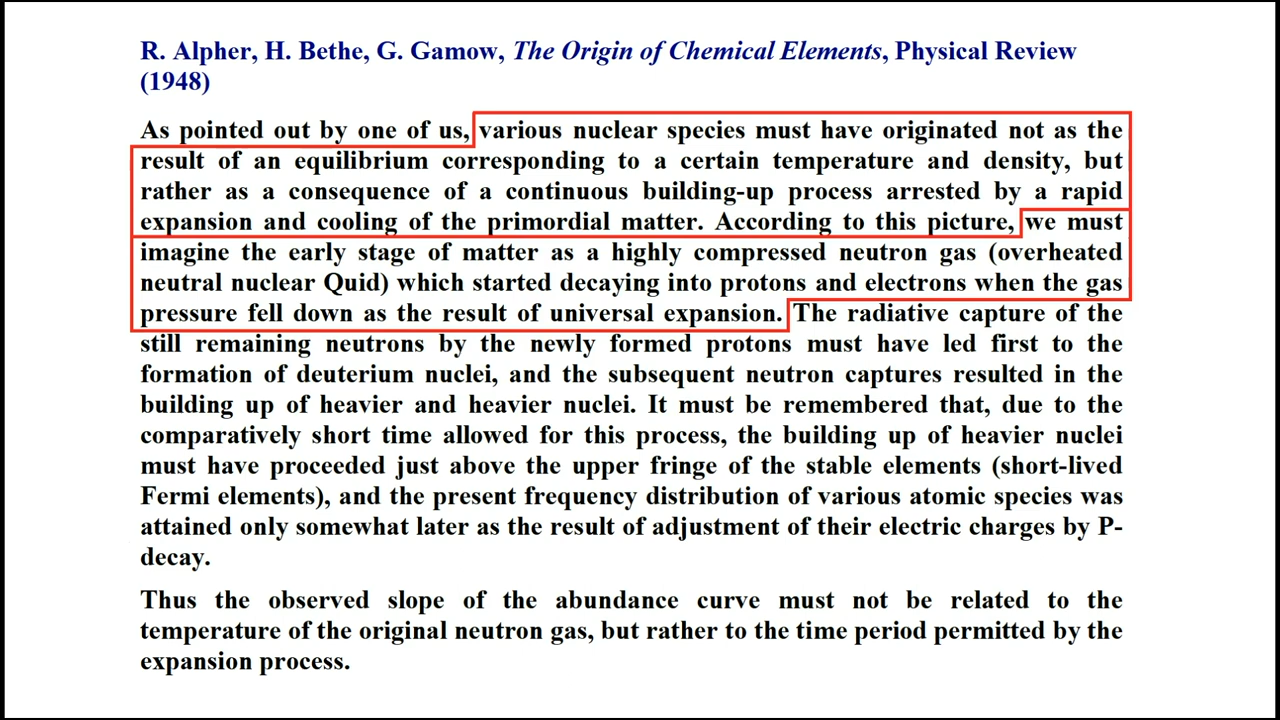 R. Alpher, H. Bethe, G. Gamow, The Origin of Chemical Elements, Physical Review
(1948)
As pointed out by one of us, various nuclear species must have originated not as the
result of an equilibrium corresponding to a certain temperature and density, but
rather as a consequence of a continuous building-up process arrested by a rapid
expansion and cooling of the primordial matter. According to this picture, we must
imagine the early stage of matter as a highly compressed neutron gas (overheated
neutral nuclear Quid) which started decaying into protons and electrons when the gas
pressure fell down as the result of universal expansion. The radiative capture of the
still remaining neutrons by the newly formed protons must have led first to the
formation of deuterium nuclei, and the subsequent neutron captures resulted in the
building up of heavier and heavier nuclei. It must be remembered that, due to the
comparatively short time allowed for this process, the building up of heavier nuclei
must have proceeded just above the upper fringe of the stable elements (short-lived
Fermi elements), and the present frequency distribution of various atomic species was
attained only somewhat later as the result of adjustment of their electric charges by P-
decay.
Thus the observed slope of the abundance curve must not be related to the
temperature of the original neutron gas, but rather to the time period permitted by the
expansion process.